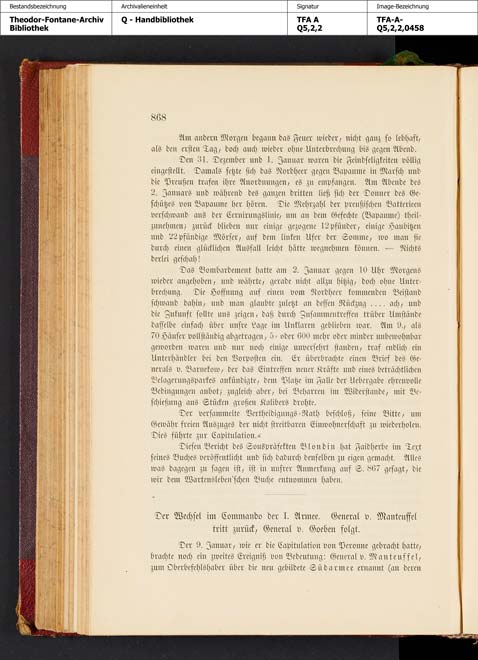 Bestandsbezeichnung
Theodor-Fontane-Archiv
Bibliothek
Archivalieneinheit
Q - Handbibliothek
Signatur
TFA A
Q5,2,2
Image-Bezeichnung
TFA-A-
Q5,2,2,0458
868
Am andern Morgen begann das Feuer wieder, nicht ganz so lebhaft,
als den ersten Tag, doch auch wieder ohne Unterbrechung bis gegen Abend.
Den 31. Dezember und 1. Januar waren die Feindseligkeiten völlig
eingestellt. Damals setzte sich das Nordheer gegen Bapaume in Marsch und
die Preußen trafen ihre Anordnungen, es zu empfangen. Am Abende des
2. Januars und während des ganzen dritten ließ sich der Donner des Ge-
schützes von Bapaume her hören. Die Mehrzahl der preußischen Batterieen
verschwand aus der Cernirungslinie, um an dem Gefechte (Bapaume) theil-
zunehmen; zurück blieben nur einige gezogene 12pfünder, einige Haubitzen
und 22pfündige Mörser, auf dem linken Ufer der Somme, wo man sie
durch einen glücklichen Ausfall leicht hätte wegnehmen können. — Nichts
derlei geschah!
Das Bombardement hatte am 2. Januar gegen 10 Uhr Morgens
wieder angehoben, und währte, gerade nicht allzu hitzig, doch ohne Unter-
brechung. Die Hoffnung auf einen vom Nordheer kommenden Beistand
schwand dahin, und man glaubte zuletzt an dessen Rückzug .... ach, und
die Zukunft sollte uns zeigen, daß durch Zusammentreffen trüber Umstände
dasselbe einfach über unsre Lage im Unklaren geblieben war. Am 9., als
70 Häuser vollständig abgetragen, 5- oder 600 mehr oder minder unbewohnbar
geworden waren und nur noch einige unversehrt standen, traf endlich ein
Unterhändler bei den Vorposten ein. Er überbrachte einen Brief des Ge-
nerals v. Barnekow, der das Eintreffen neuer Kräfte und eines beträchtlichen
Belagerungsparkes ankündigte, dem Platze im Falle der Uebergabe ehrenvolle
Bedingungen anbot; zugleich aber, bei Beharren im Widerstande, mit Be-
schießung aus Stücken großen Kalibers drohte.
Der versammelte Vertheidigungs-Rath beschloß, seine Bitte, um
Gewähr freien Auszuges der nicht streitbaren Einwohnerschaft zu wiederholen.
Dies führte zur Capitulation.«
Diesen Bericht des Souspräfekten Blondin hat Faidherbe im Text
seines Buches veröffentlicht und sich dadurch denselben zu eigen gemacht. Alles
was dagegen zu sagen ist, ist in unsrer Anmerkung auf S. 867 gesagt, die
wir dem Wartensleben'schen Buche entnommen haben.
Der Wechsel im Commando der I. Armee. General v. Manteuffel
tritt zurück, General v. Goeben folgt.
Der 9. Januar, wie er die Capitulation von Peronne gebracht hatte,
brachte noch ein zweites Ereigniß von Bedeutung: General v. Manteuffel,
zum Oberbefehlshaber über die neu gebildete Südarmee ernannt (an deren